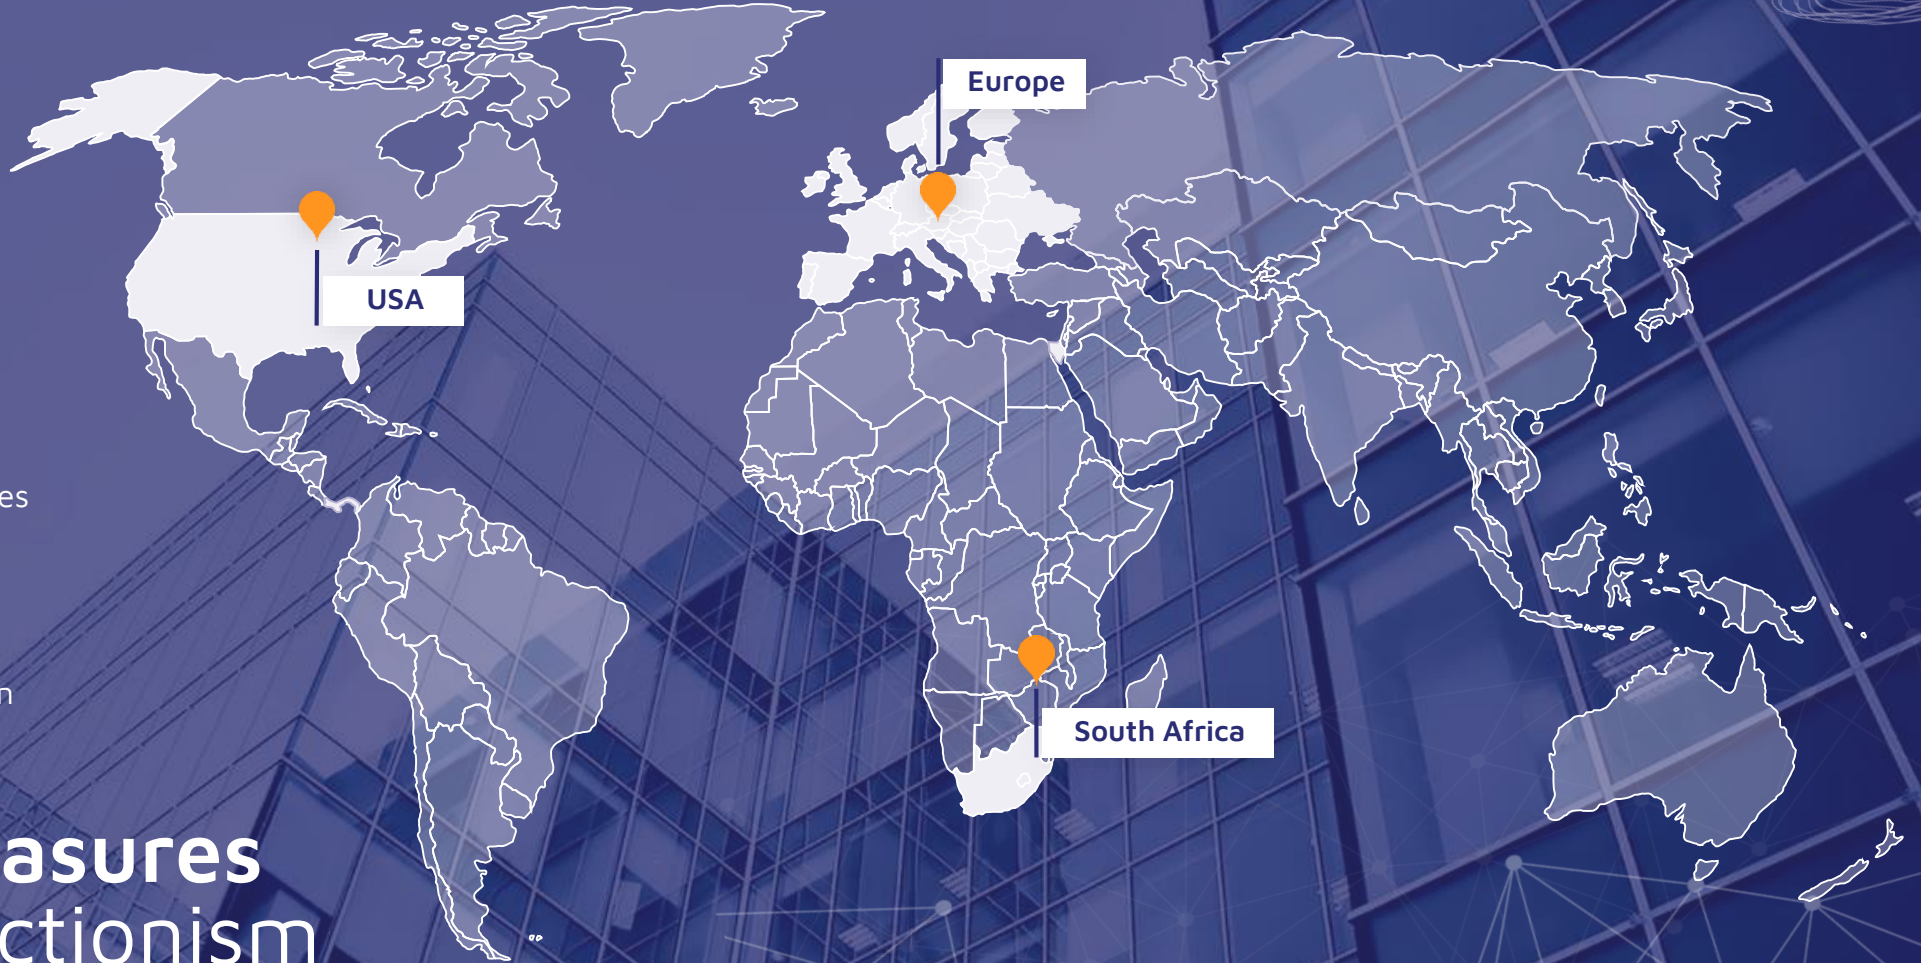 Europe
USA
es
n
South Africa
asures
ctionism